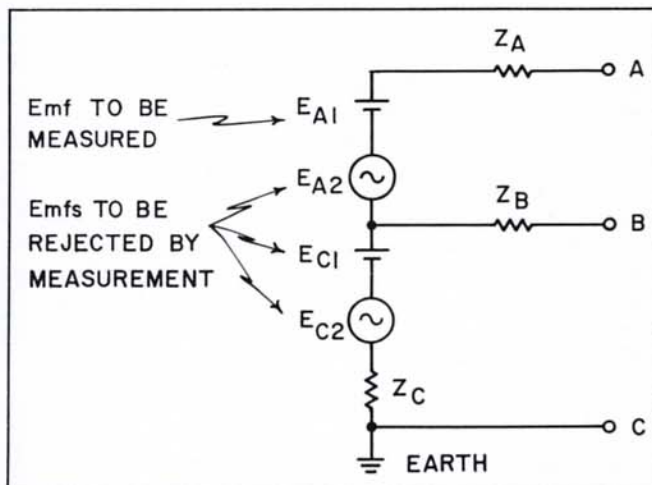 Z_A
A
Emf TO BE
MEASURED
E_A1
E_A2
Z_B
B
Emfs TO BE
REJECTED BY
MEASUREMENT
E_C1
E_C2
Z_C
C
EARTH